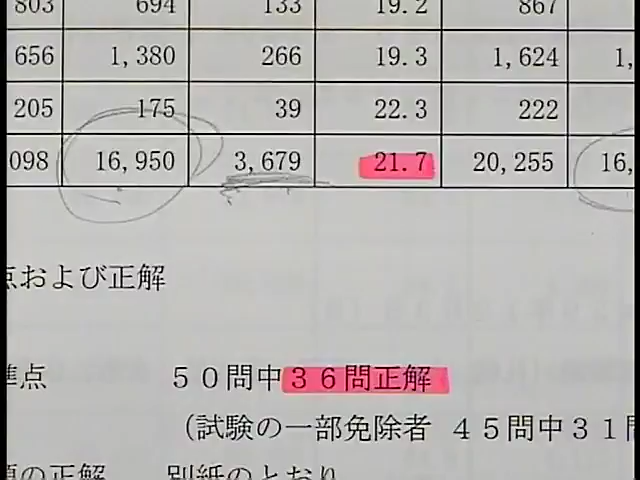 803 694 133 19.2 867
656 1,380 266 19.3 1,624 1,
205 175 39 22.3 222
098 16,950 3,679 21.7 20,255 16,
点および正解
準点 50問中36問正解
(試験の一部免除者 45問中31問
題の正解 別紙のとおり